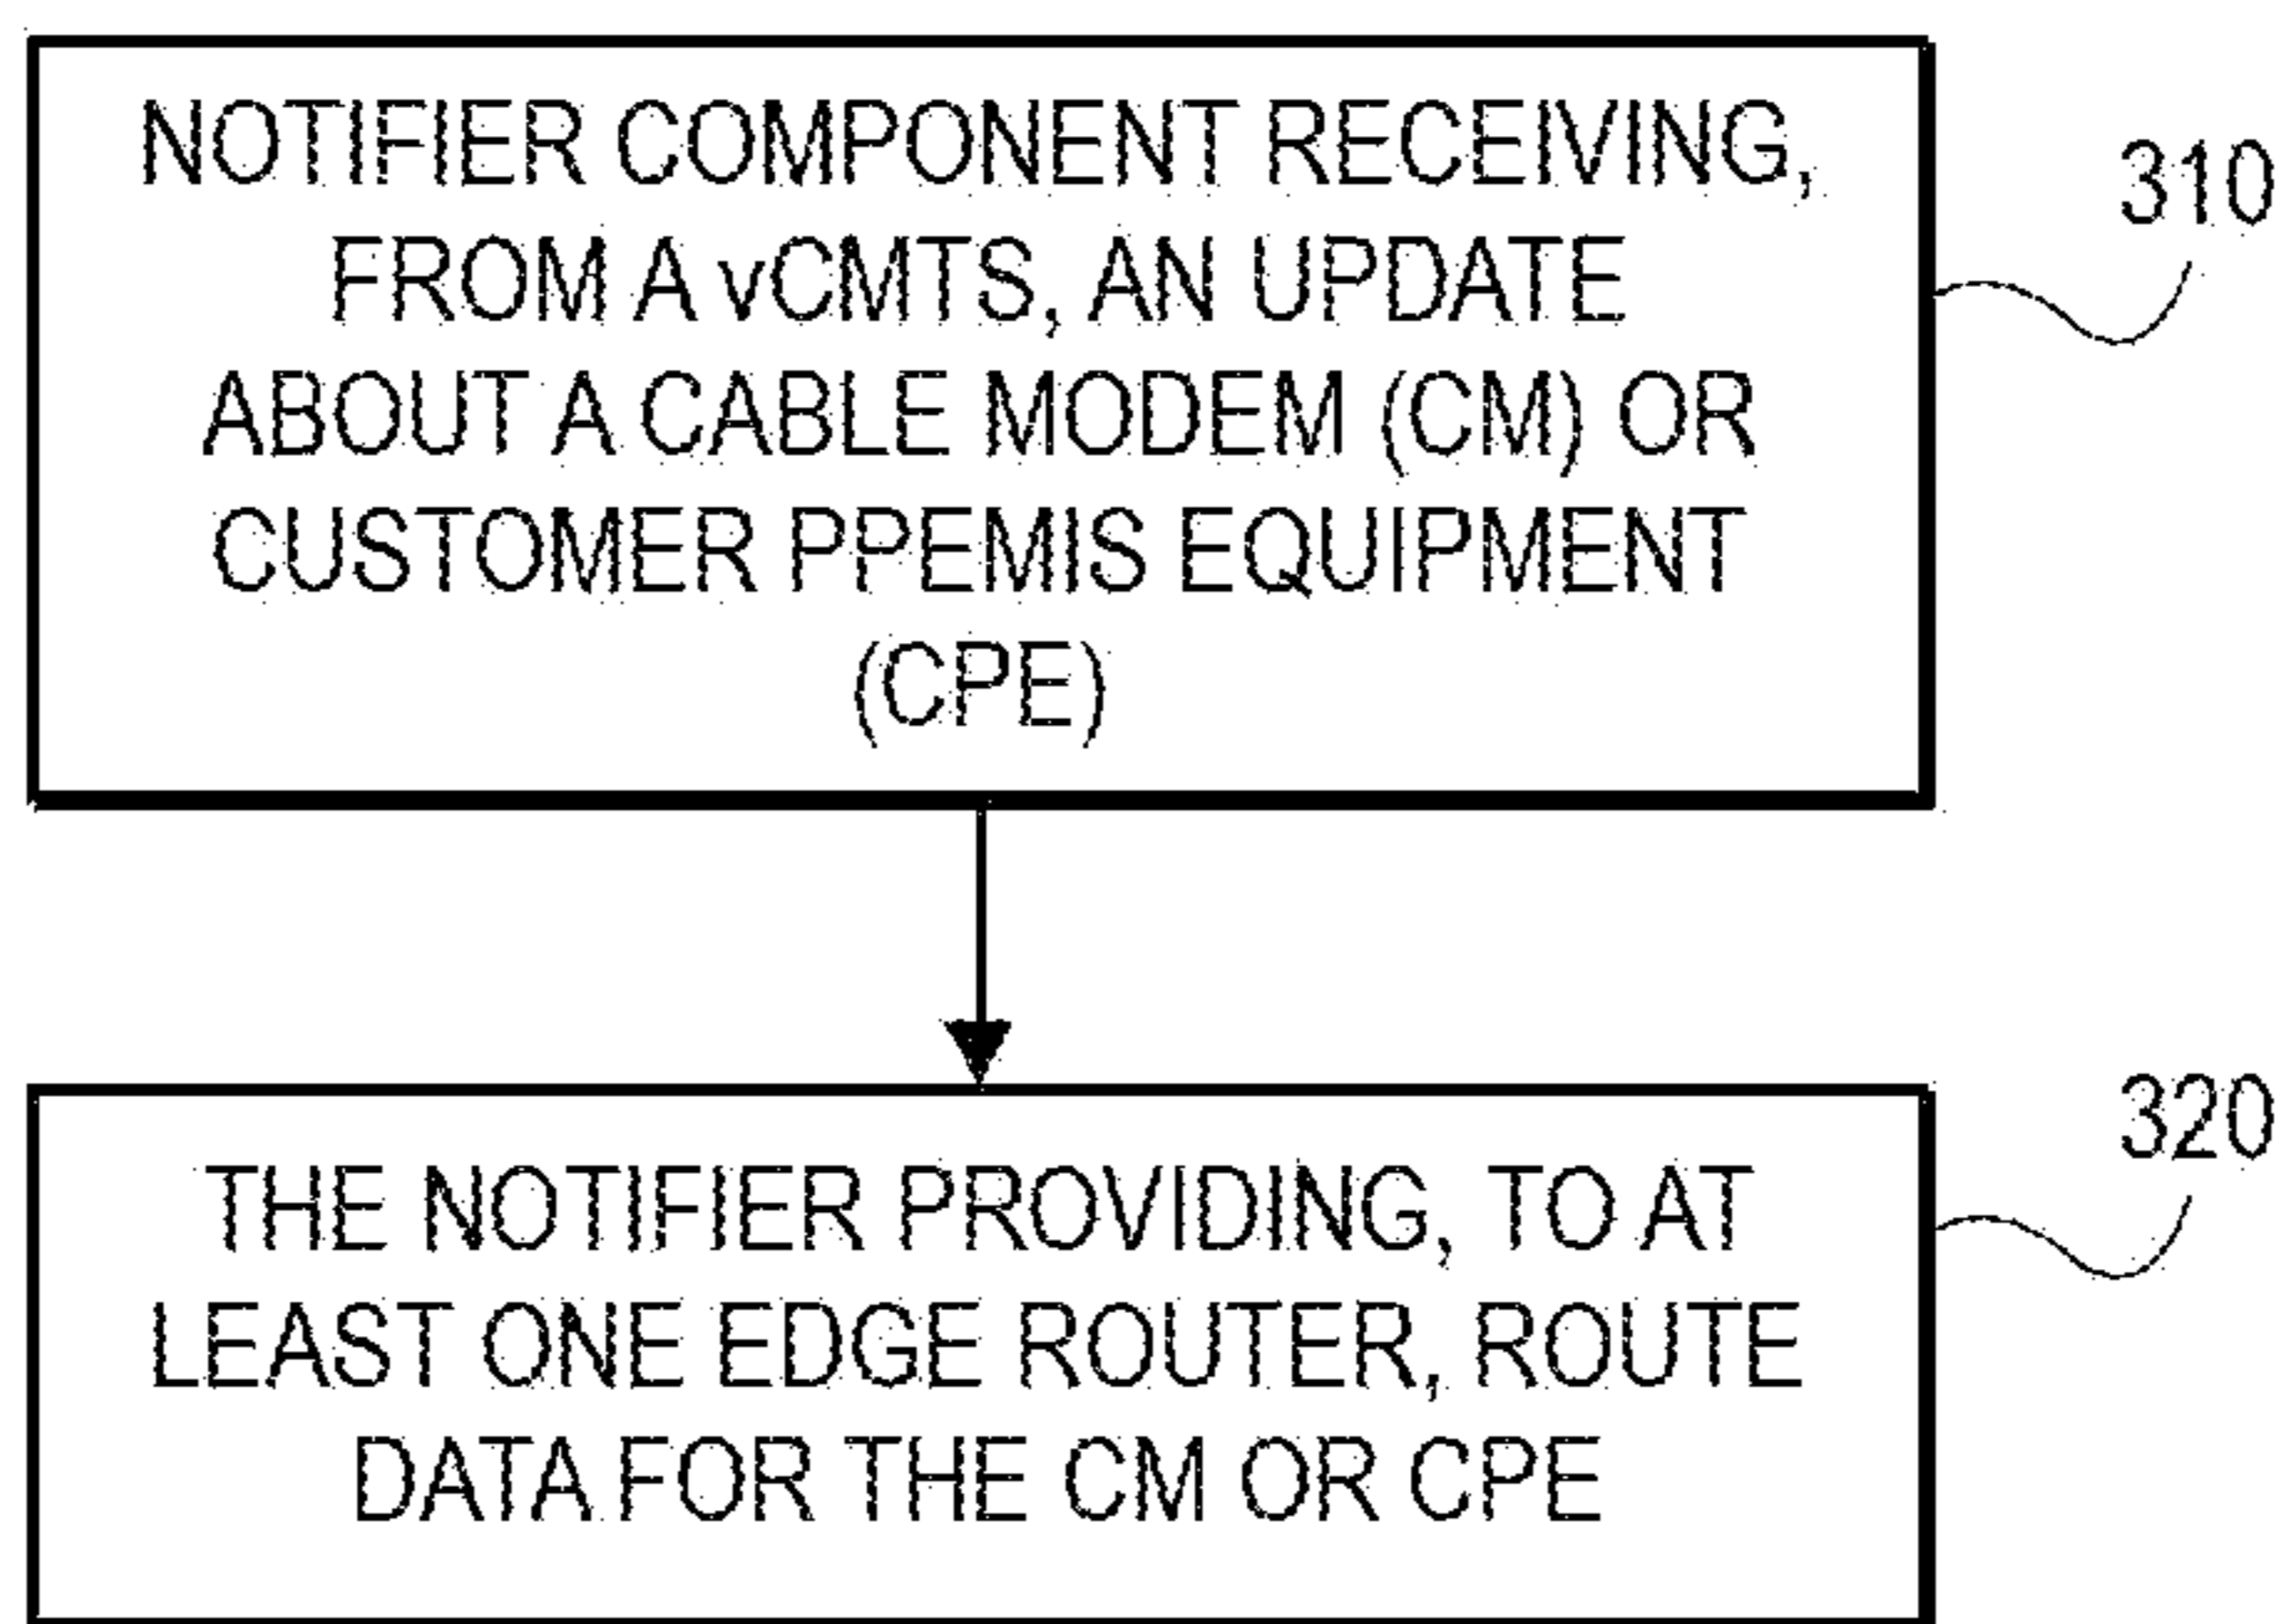 NOTIFIER COMPONENT RECEIVING,
FROM A vCMTS, AN UPDATE
ABOUT A CABLE MODEM (CM) OR
CUSTOMER PPEMIS EQUIPMENT
(CPE)
310
THE NOTIFIER PROVIDING, TO AT
LEAST ONE EDGE ROUTER, ROUTE
DATA FOR THE CM OR CPE
320